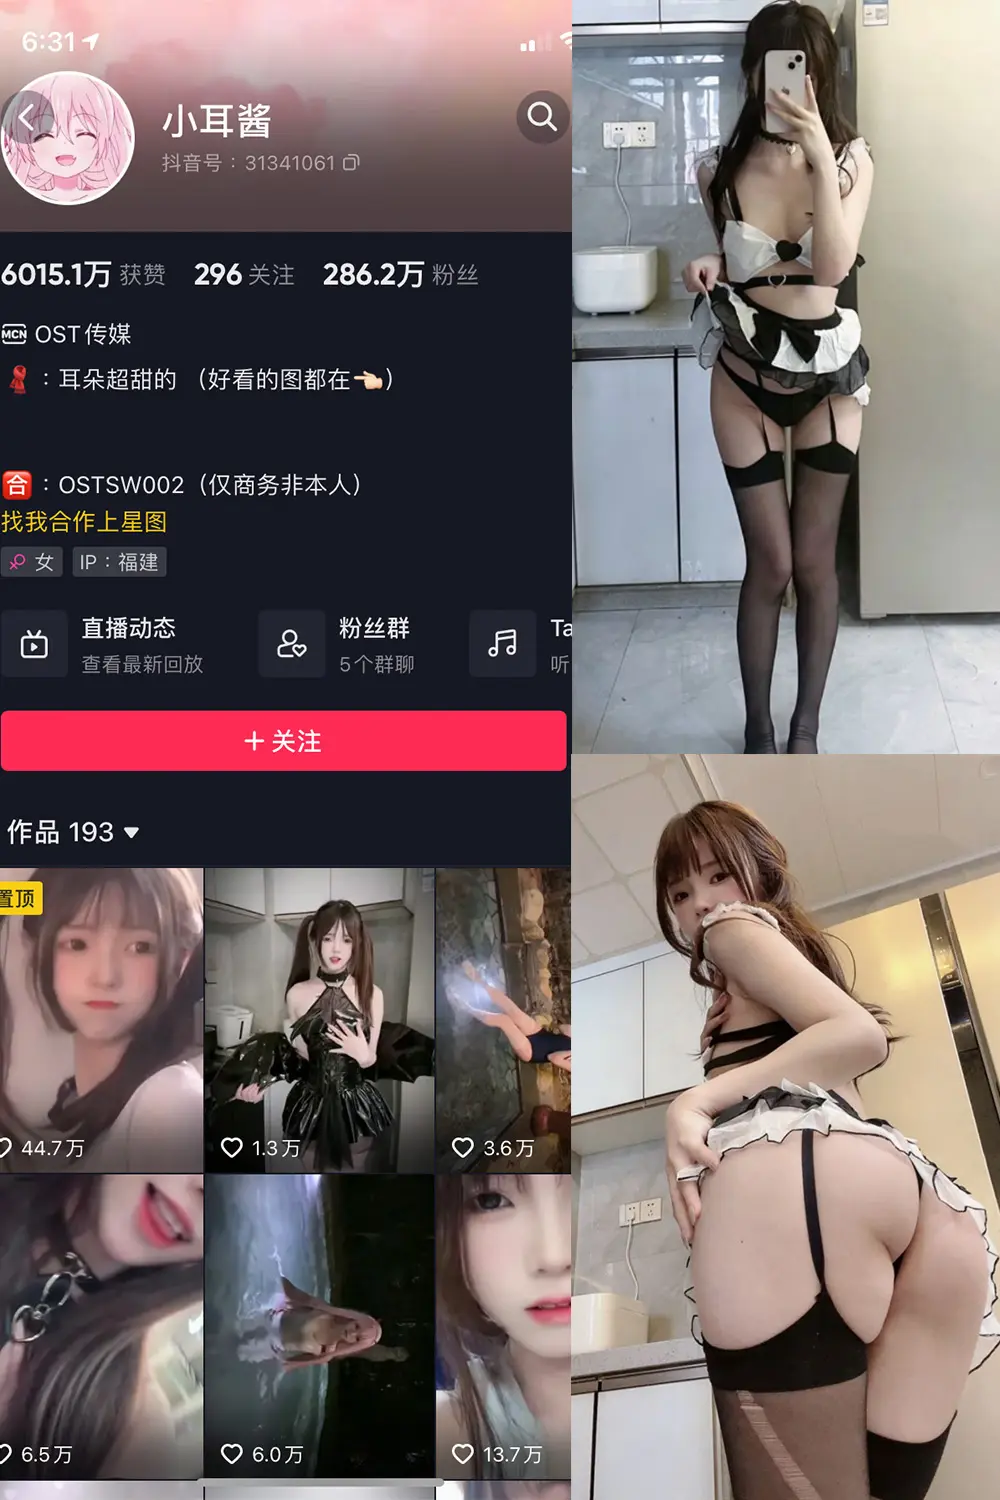 6:31
小耳酱
抖音号：31341061
6015.1万 获赞 296 关注 286.2万 粉丝
MCN OST传媒
：耳朵超甜的 （好看的图都在👈🏻）
合：OSTSW002（仅商务非本人）
找我合作上星图
女 IP：福建
直播动态 粉丝群
查看最新回放 5个群聊 听
+ 关注
作品 193
置顶
44.7万 1.3万 3.6万
6.5万 6.0万 13.7万